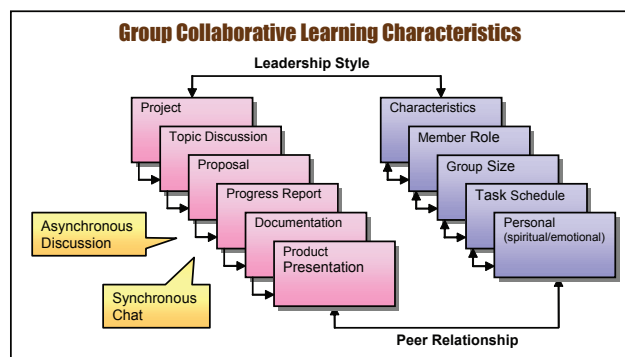 Group Collaborative Learning Characteristics
Leadership Style
Project
Topic Discussion
Proposal
Progress Report
Documentation
Product
Presentation
Asynchronous
Discussion
Synchronous
Chat
Characteristics
Member Role
Group Size
Task Schedule
Personal
(spiritual/emotional)
Peer Relationship